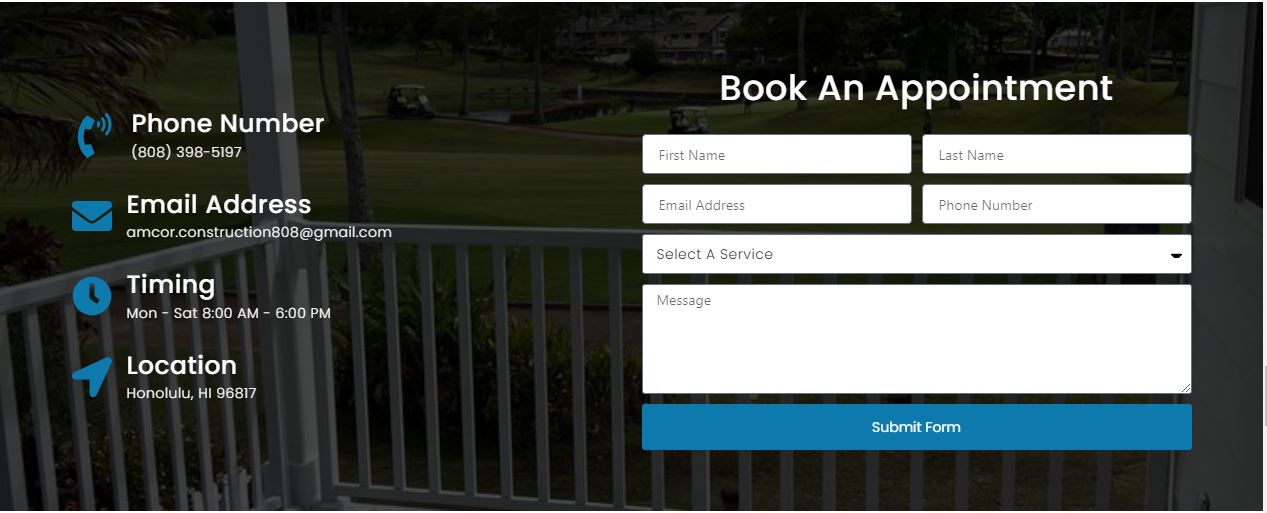 Phone Number
(808) 398-5197
Email Address
amcor.construction808@gmail.com
Timing
Mon - Sat 8:00 AM - 6:00 PM
Location
Honolulu, HI 96817
Book An Appointment
First Name
Last Name
Email Address
Phone Number
Select A Service
Message
Submit Form